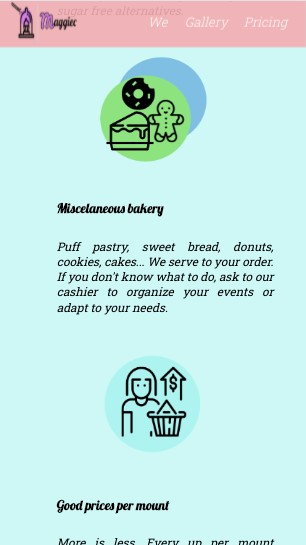 sugar free alternatives
Maggiec
We Gallery Pricing
Miscelaneous bakery
Puff pastry, sweet bread, donuts,
cookies, cakes... We serve to your order.
If you don't know what to do, ask to our
cashier to organize your events or
adapt to your needs.
$
Good prices per mount
More is less. Every up per mount